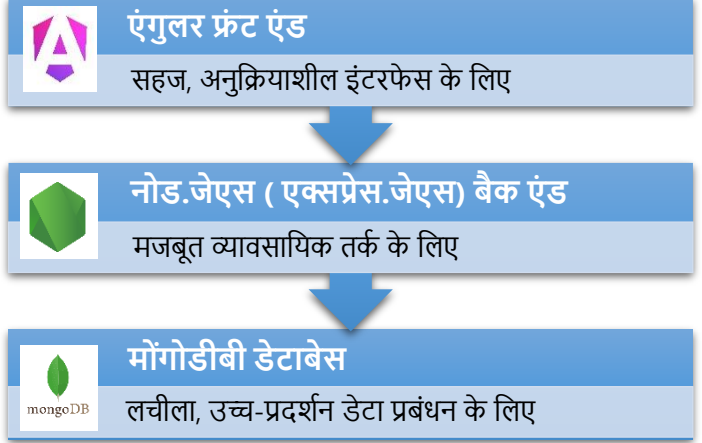 एंगुलर फ्रंट एंड
सहज, अनुक्रियाशील इंटरफेस के लिए
नोड.जेएस ( एक्सप्रेस.जेएस) बैक एंड
मजबूत व्यावसायिक तर्क के लिए
मोंगोडीबी डेटाबेस
mongoDB
लचीला, उच्च-प्रदर्शन डेटा प्रबंधन के लिए